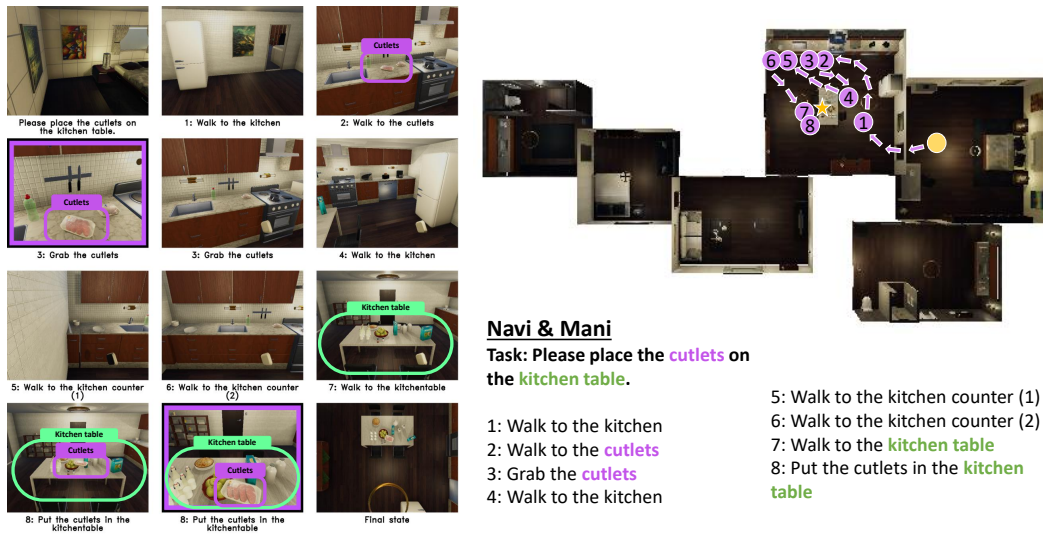 Cutlets
Please place the cutlets on
the kitchen table.
1: Walk to the kitchen
2: Walk to the cutlets
Cutlets
3: Grab the cutlets
3: Grab the cutlets
4: Walk to the kitchen
Kitchen table
5: Walk to the kitchen counter
(1)
6: Walk to the kitchen counter
(2)
7: Walk to the kitchentable
Kitchen table
Cutlets
Kitchen table
Cutlets
8: Put the cutlets in the
kitchentable
8: Put the cutlets in the
kitchentable
Final state
6 5 3 2
4
7
8
1
Navi & Mani
Task: Please place the cutlets on
the kitchen table.
1: Walk to the kitchen
2: Walk to the cutlets
3: Grab the cutlets
4: Walk to the kitchen
5: Walk to the kitchen counter (1)
6: Walk to the kitchen counter (2)
7: Walk to the kitchen table
8: Put the cutlets in the kitchen
table